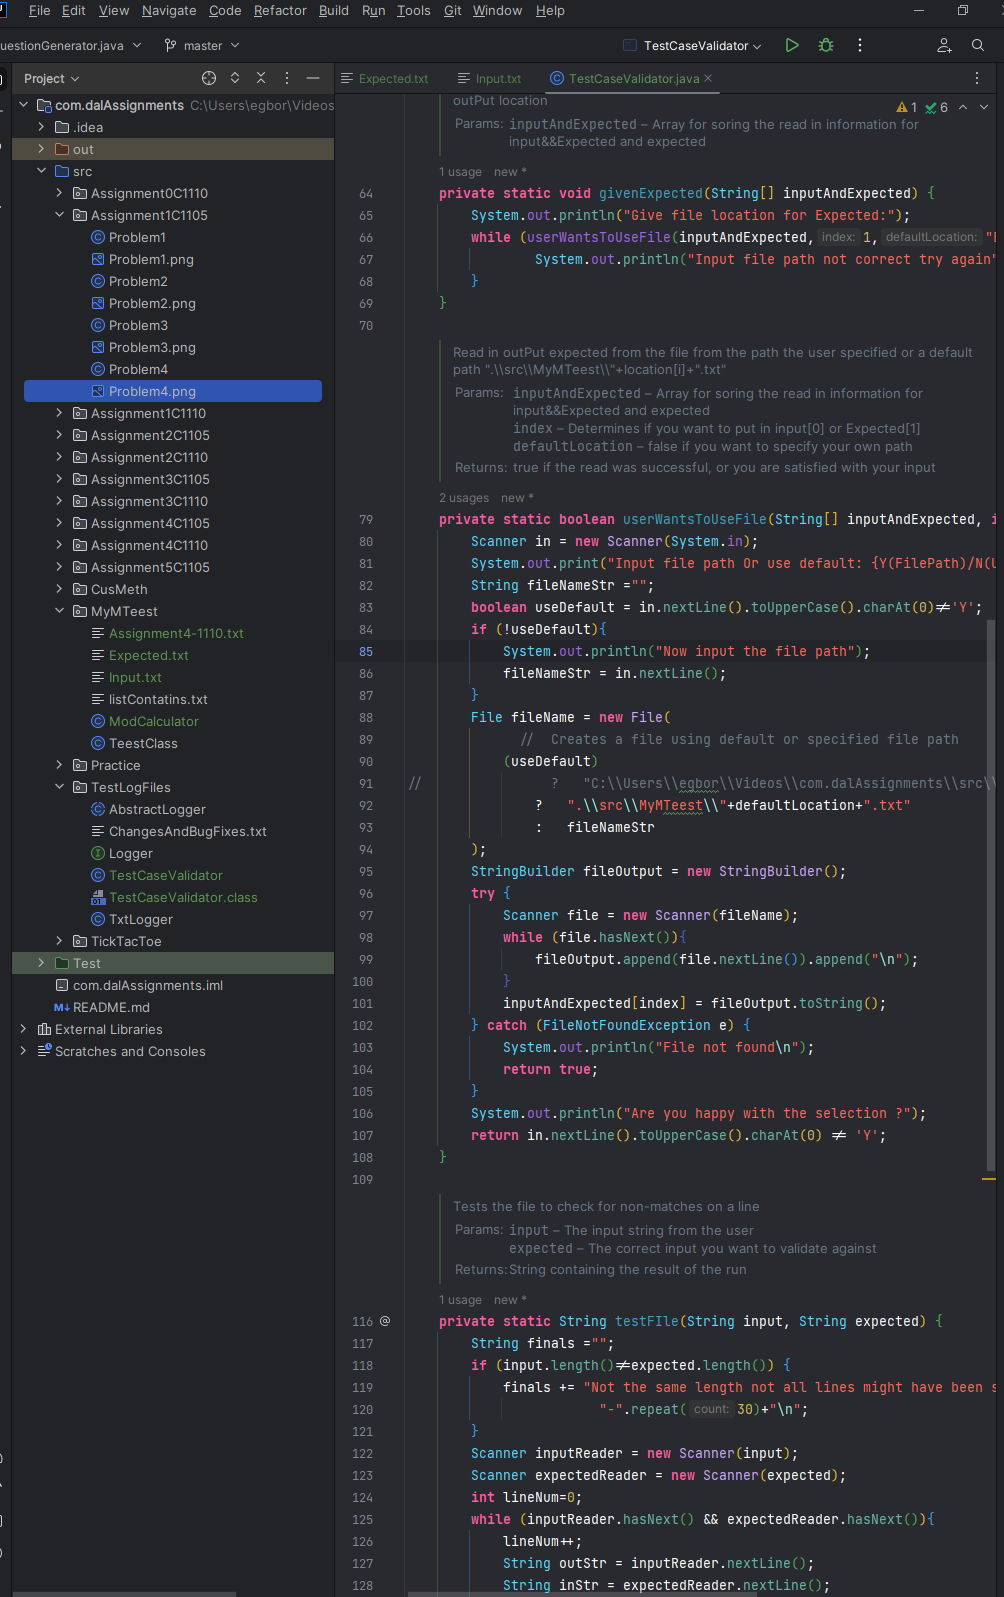 File Edit View Navigate Code Refactor Build Run Tools Git Window Help
uestionGenerator.java master TestCaseValidator
Project
Expected.txt Input.txt TestCaseValidator.java
com.dalAssignments C:\Users\egbor\Videos
.idea
out
src
Assignment0C1110
Assignment1C1105
Problem1
Problem1.png
Problem2
Problem2.png
Problem3
Problem3.png
Problem4
Problem4.png
Assignment1C1110
Assignment2C1105
Assignment2C1110
Assignment3C1105
Assignment3C1110
Assignment4C1105
Assignment4C1110
Assignment5C1105
CusMeth
MyMTeest
Assignment4-1110.txt
Expected.txt
Input.txt
listContatins.txt
ModCalculator
TeestClass
Practice
TestLogFiles
AbstractLogger
ChangesAndBugFixes.txt
Logger
TestCaseValidator
TestCaseValidator.class
TxtLogger
TickTacToe
Test
com.dalAssignments.iml
README.md
External Libraries
Scratches and Consoles
outPut location
1 6
Params: inputAndExpected – Array for soring the read in information for
input&&Expected and expected
1 usage new *
64 private static void givenExpected(String[] inputAndExpected) {
65 System.out.println("Give file location for Expected:");
66 while (userWantsToUseFile(inputAndExpected, index: 1, defaultLocation:
67 System.out.println("Input file path not correct try again"
68 }
69 }
70
Read in outPut expected from the file from the path the user specified or a default
path ".\\src\\MyMTeest\\"+location[i]+".txt"
Params: inputAndExpected – Array for soring the read in information for
input&&Expected and expected
index – Determines if you want to put in input[0] or Expected[1]
defaultLocation – false if you want to specify your own path
Returns: true if the read was successful, or you are satisfied with your input
2 usages new *
79 private static boolean userWantsToUseFile(String[] inputAndExpected, i
80 Scanner in = new Scanner(System.in);
81 System.out.print("Input file path Or use default: {Y(FilePath)/N(U
82 String fileNameStr ="";
83 boolean useDefault = in.nextLine().toUpperCase().charAt(0)!='Y';
84 if (!useDefault){
85 System.out.println("Now input the file path");
86 fileNameStr = in.nextLine();
87 }
88 File fileName = new File(
89 // Creates a file using default or specified file path
90 (useDefault)
91 // ? "C:\\Users\\egbor\\Videos\\com.dalAssignments\\src\\
92 ? ".\\src\\MyMTeest\\"+defaultLocation+".txt"
93 : fileNameStr
94 );
95 StringBuilder fileOutput = new StringBuilder();
96 try {
97 Scanner file = new Scanner(fileName);
98 while (file.hasNext()){
99 fileOutput.append(file.nextLine()).append("\n");
100 }
101 inputAndExpected[index] = fileOutput.toString();
102 } catch (FileNotFoundException e) {
103 System.out.println("File not found\n");
104 return true;
105 }
106 System.out.println("Are you happy with the selection ?");
107 return in.nextLine().toUpperCase().charAt(0) != 'Y';
108 }
109
Tests the file to check for non-matches on a line
Params: input – The input string from the user
expected – The correct input you want to validate against
Returns: String containing the result of the run
1 usage new *
116 @ private static String testFIle(String input, String expected) {
117 String finals ="";
118 if (input.length()!=expected.length()) {
119 finals += "Not the same length not all lines might have been s
120 "-".repeat( count: 30)+"\n";
121 }
122 Scanner inputReader = new Scanner(input);
123 Scanner expectedReader = new Scanner(expected);
124 int lineNum=0;
125 while (inputReader.hasNext() && expectedReader.hasNext()){
126 lineNum++;
127 String outStr = inputReader.nextLine();
128 String inStr = expectedReader.nextLine();